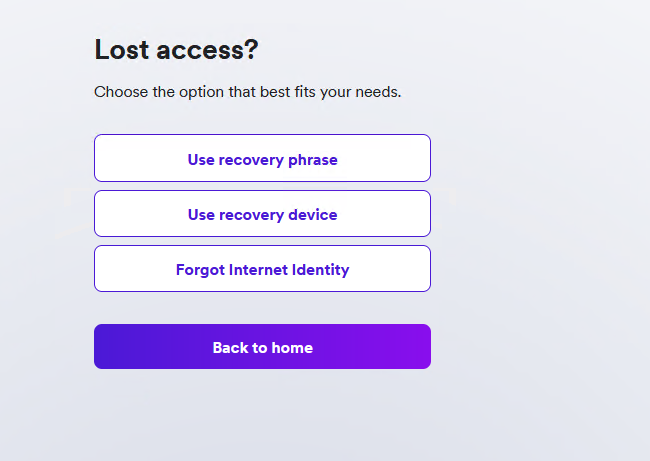 Lost access?
Choose the option that best fits your needs.
Use recovery phrase
Use recovery device
Forgot Internet Identity
Back to home